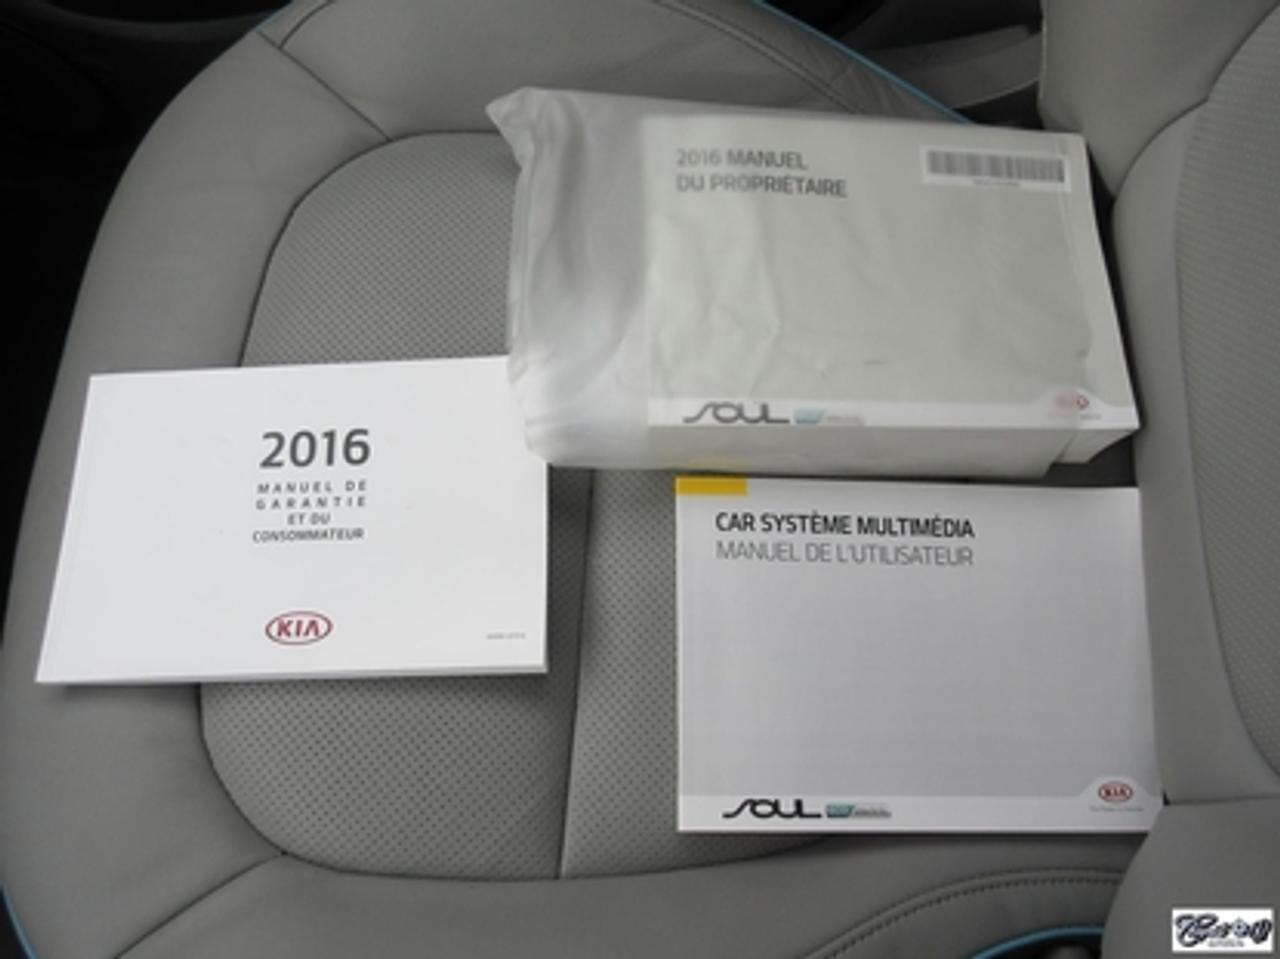 2016 MANUEL
DU PROPRIÉTAIRE
SOUL
2016
MANUEL DE
GARANTIE
ET DU
CONSOMMATEUR
KIA
CAR SYSTÈME MULTIMÉDIA
MANUEL DE L'UTILISATEUR
SOUL
KIA